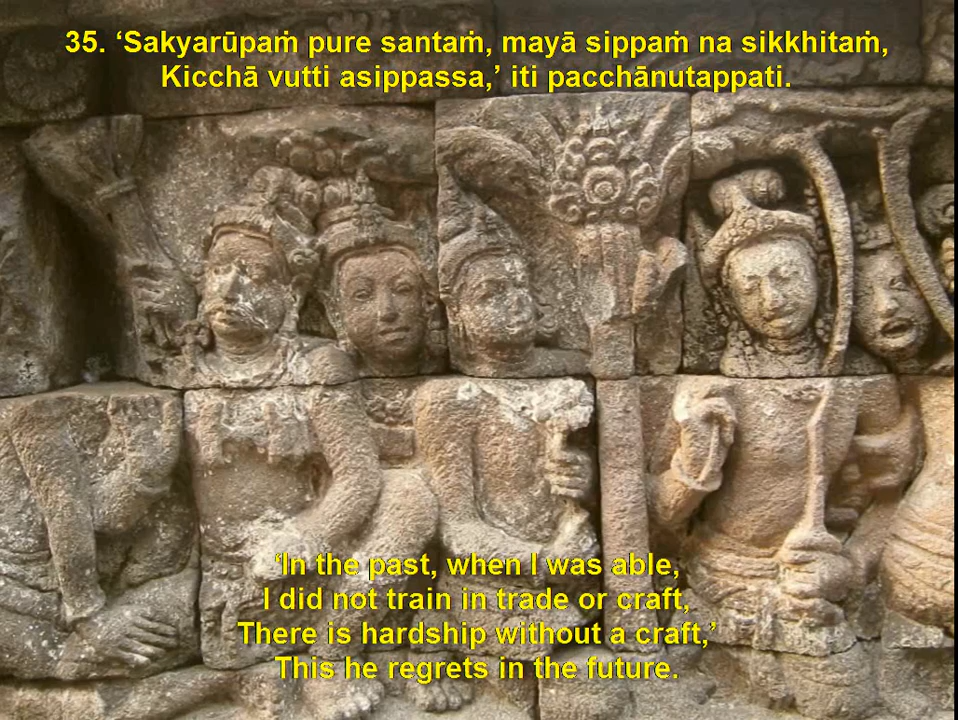 35. ‘Sakyarūpaṁ pure santaṁ, mayā sippaṁ na sikkhitaṁ,
Kicchā vutti asippassa,’ iti pacchānutappati.
‘In the past, when I was able,
I did not train in trade or craft,
There is hardship without a craft,’
This he regrets in the future.